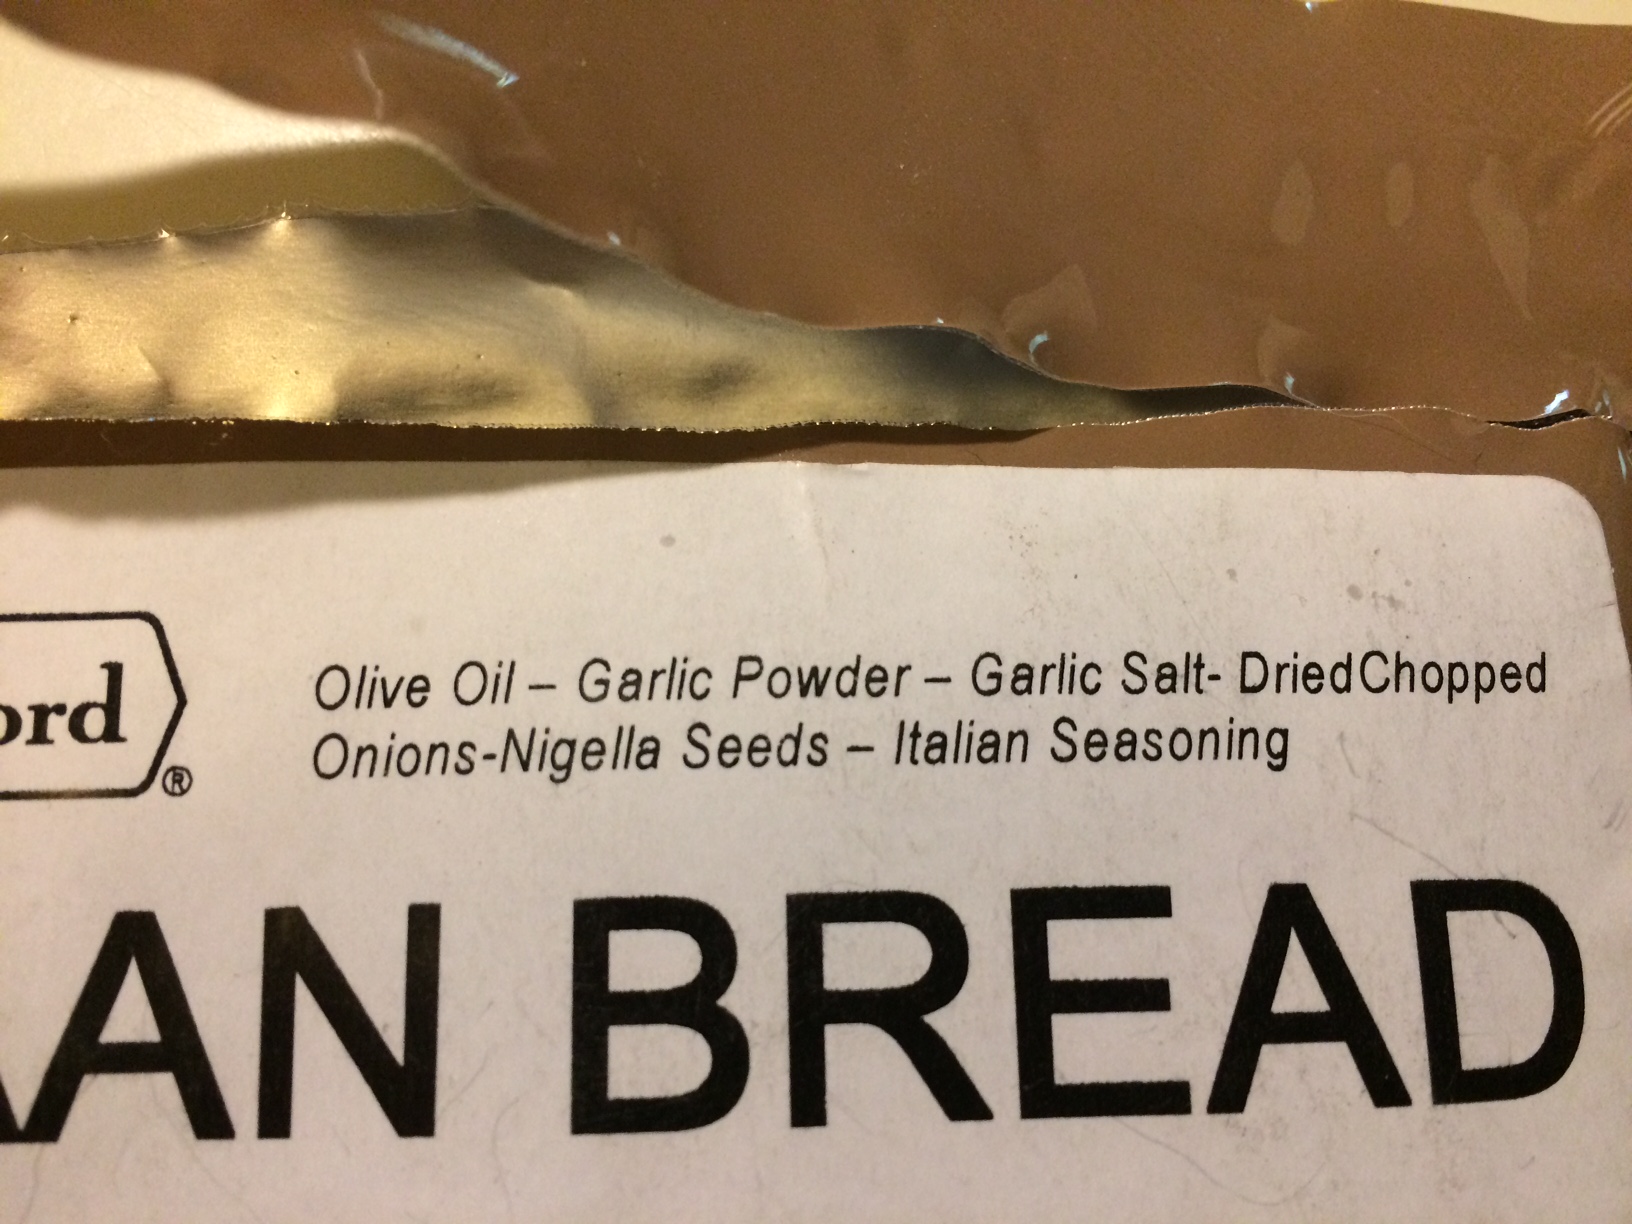 ord®
Olive Oil – Garlic Powder – Garlic Salt- DriedChopped
Onions-Nigella Seeds – Italian Seasoning
AAN BREAD